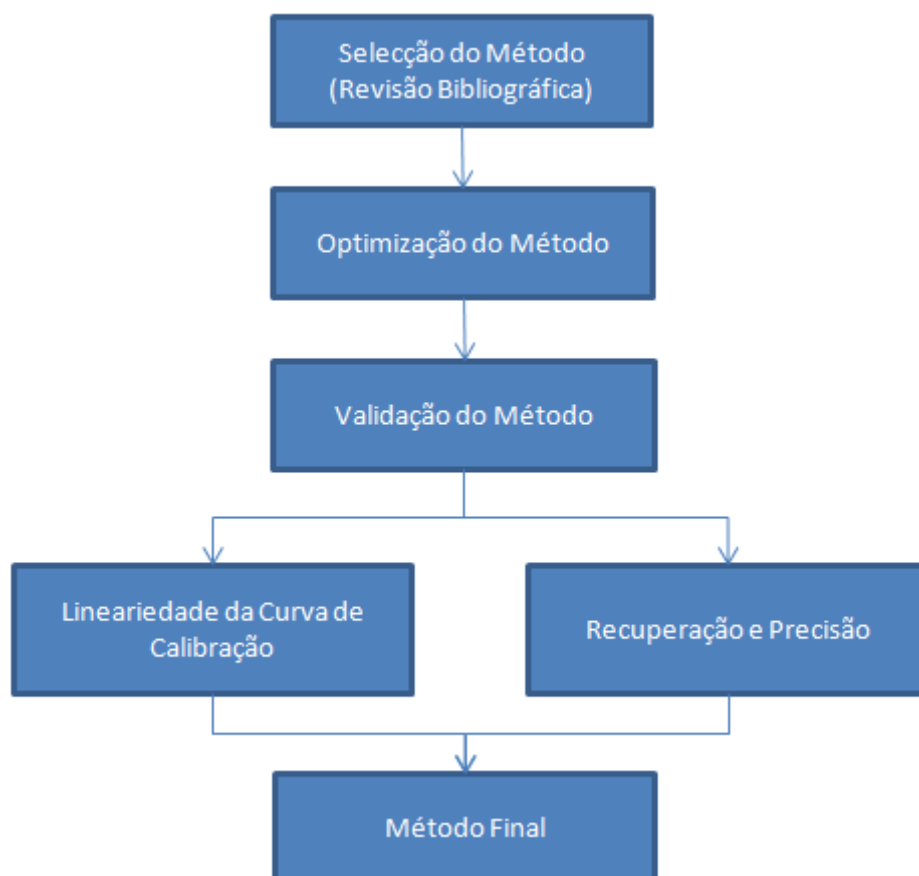 Selecção do Método
(Revisão Bibliográfica)
Optimização do Método
Validação do Método
Lineariedade da Curva de
Calibração
Recuperação e Precisão
Método Final